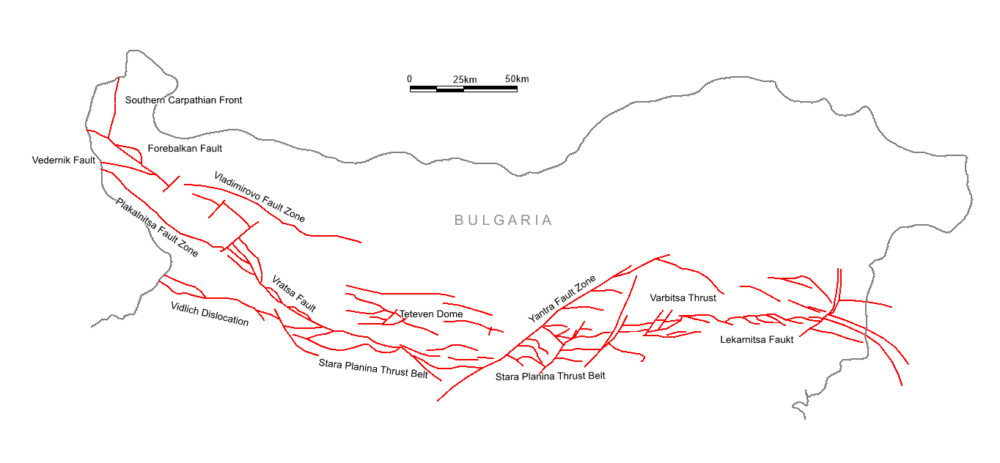 0 25km 50km
Southern Carpathian Front
Forebalkan Fault
Vedernik Fault
Vladimirovo Fault Zone
Plakalnitsa Fault Zone
BULGARIA
Vratsa Fault
Yantra Fault Zone
Varbitsa Thrust
Vidlich Dislocation
Teteven Dome
Lekarnitsa Faukt
Stara Planina Thrust Belt
Stara Planina Thrust Belt